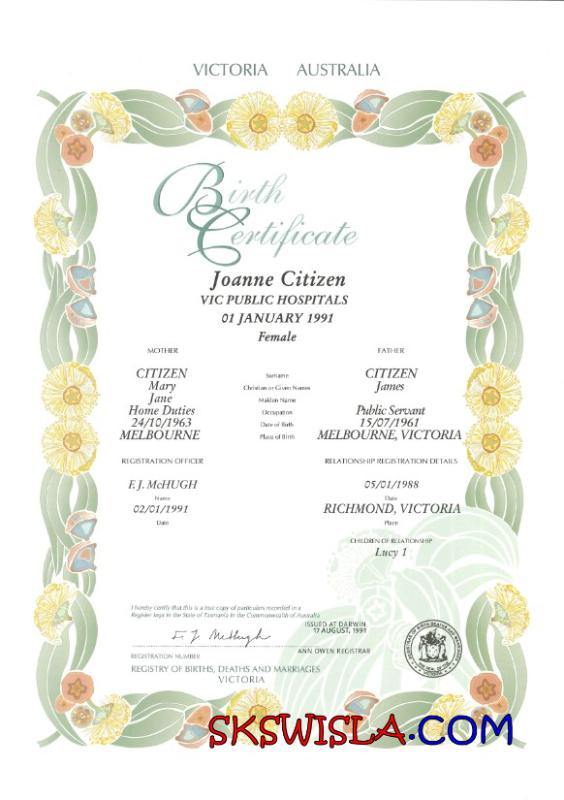 VICTORIA AUSTRALIA
Birth
Certificate
Joanne Citizen
VIC PUBLIC HOSPITALS
01 JANUARY 1991
Female
MOTHER FATHER
CITIZEN Surname CITIZEN
Mary Christian or Given Names James
Jane Maiden Name
Home Duties Occupation Public Servant
24/10/1963 Date of Birth 15/07/1961
MELBOURNE Place of Birth MELBOURNE, VICTORIA
REGISTRATION OFFICER RELATIONSHIP REGISTRATION DETAILS
F.J. McHUGH 05/01/1988
Name Date
02/01/1991 RICHMOND, VICTORIA
Date Place
CHILDREN OF RELATIONSHIP
Lucy 1
I hereby certify that this is a true copy of particulars recorded in a
Register kept in the State of Tasmania in the Commonwealth of Australia
ISSUED AT DARWIN
17 AUGUST, 1991
F. J. McHugh
ANN OWEN REGISTRAR
REGISTRATION NUMBER
REGISTRY OF BIRTHS, DEATHS AND MARRIAGES
VICTORIA
SKSWISLA.COM